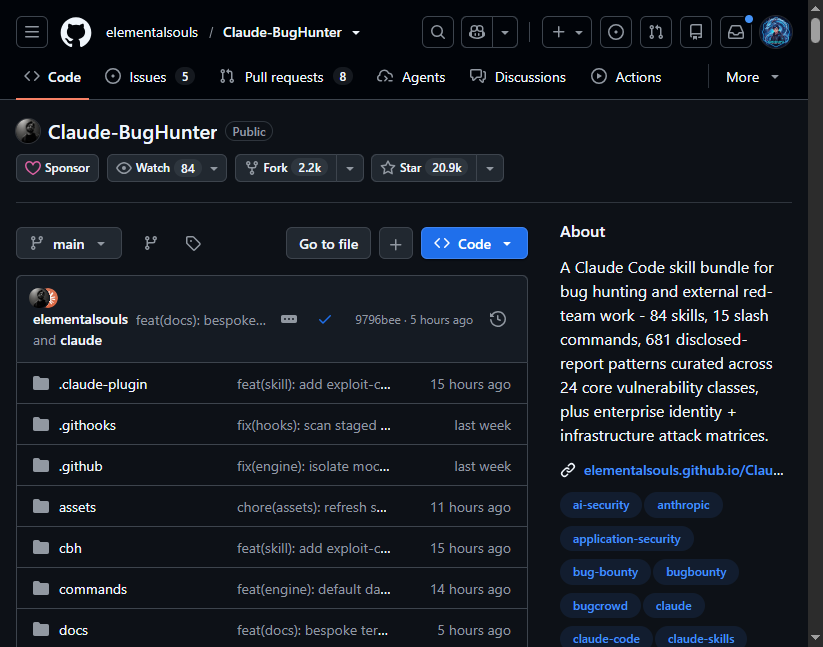 elementalsouls / Claude-BugHunter
Code
Issues 5
Pull requests 8
Agents
Discussions
Actions
More
Claude-BugHunter Public
Sponsor
Watch 84
Fork 2.2k
Star 20.9k
main
Go to file
Code
elementalsouls feat(docs): bespoke... 9796bee · 5 hours ago
and claude
.claude-plugin feat(skill): add exploit-c... 15 hours ago
.githooks fix(hooks): scan staged ... last week
.github fix(engine): isolate moc... last week
assets chore(assets): refresh s... 11 hours ago
cbh feat(skill): add exploit-c... 15 hours ago
commands feat(engine): default da... 14 hours ago
docs feat(docs): bespoke ter... 5 hours ago
About
A Claude Code skill bundle for
bug hunting and external red-
team work - 84 skills, 15 slash
commands, 681 disclosed-
report patterns curated across
24 core vulnerability classes,
plus enterprise identity +
infrastructure attack matrices.
elementalsouls.github.io/Clau...
ai-security anthropic
application-security
bug-bounty bugbounty
bugcrowd claude
claude-code claude-skills